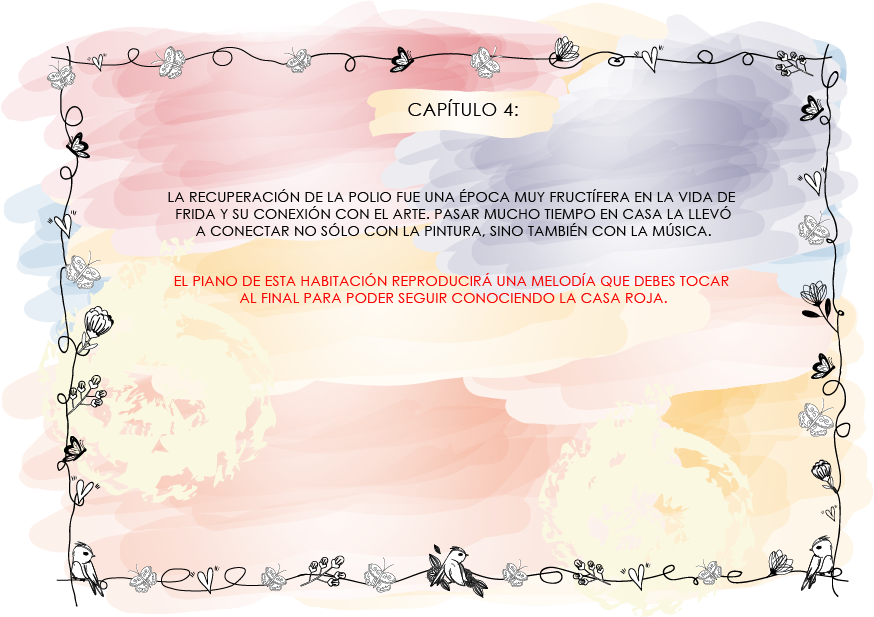 CAPÍTULO 4:
LA RECUPERACIÓN DE LA POLIO FUE UNA ÉPOCA MUY FRUCTÍFERA EN LA VIDA DE
FRIDA Y SU CONEXIÓN CON EL ARTE. PASAR MUCHO TIEMPO EN CASA LA LLEVÓ
A CONECTAR NO SÓLO CON LA PINTURA, SINO TAMBIÉN CON LA MÚSICA.
EL PIANO DE ESTA HABITACIÓN REPRODUCIRÁ UNA MELODÍA QUE DEBES TOCAR
AL FINAL PARA PODER SEGUIR CONOCIENDO LA CASA ROJA.